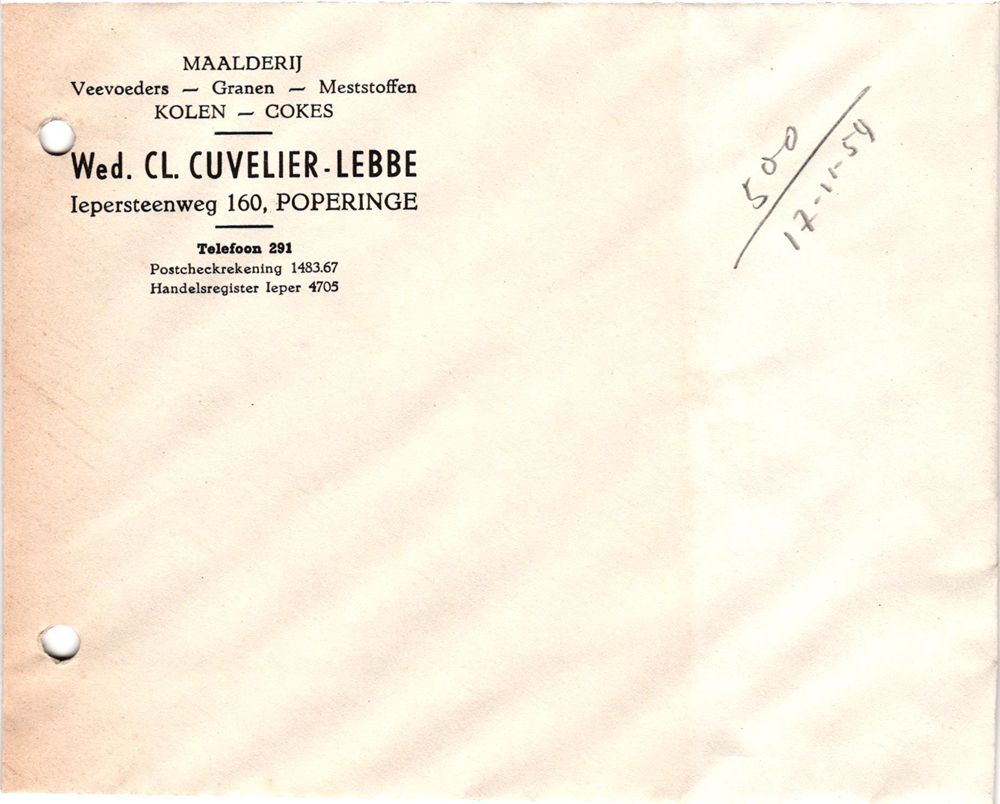 MAALDERIJ
Veevoeders — Granen — Meststoffen
KOLEN — COKES
Wed. CL. CUVELIER-LEBBE
Iepersteenweg 160, POPERINGE
Telefoon 291
Postcheckrekening 1483.67
Handelsregister Ieper 4705
500
17-11-59